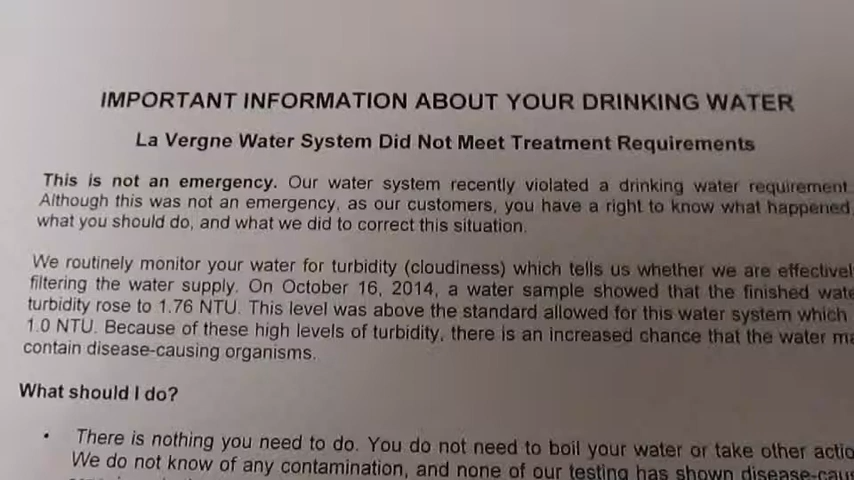 IMPORTANT INFORMATION ABOUT YOUR DRINKING WATER
La Vergne Water System Did Not Meet Treatment Requirements
This is not an emergency. Our water system recently violated a drinking water requirement.
Although this was not an emergency, as our customers, you have a right to know what happened,
what you should do, and what we did to correct this situation.
We routinely monitor your water for turbidity (cloudiness) which tells us whether we are effectivel
filtering the water supply. On October 16, 2014, a water sample showed that the finished wate
turbidity rose to 1.76 NTU. This level was above the standard allowed for this water system which
1.0 NTU. Because of these high levels of turbidity, there is an increased chance that the water ma
contain disease-causing organisms.
What should I do?
• There is nothing you need to do. You do not need to boil your water or take other actio
We do not know of any contamination, and none of our testing has shown disease-caus